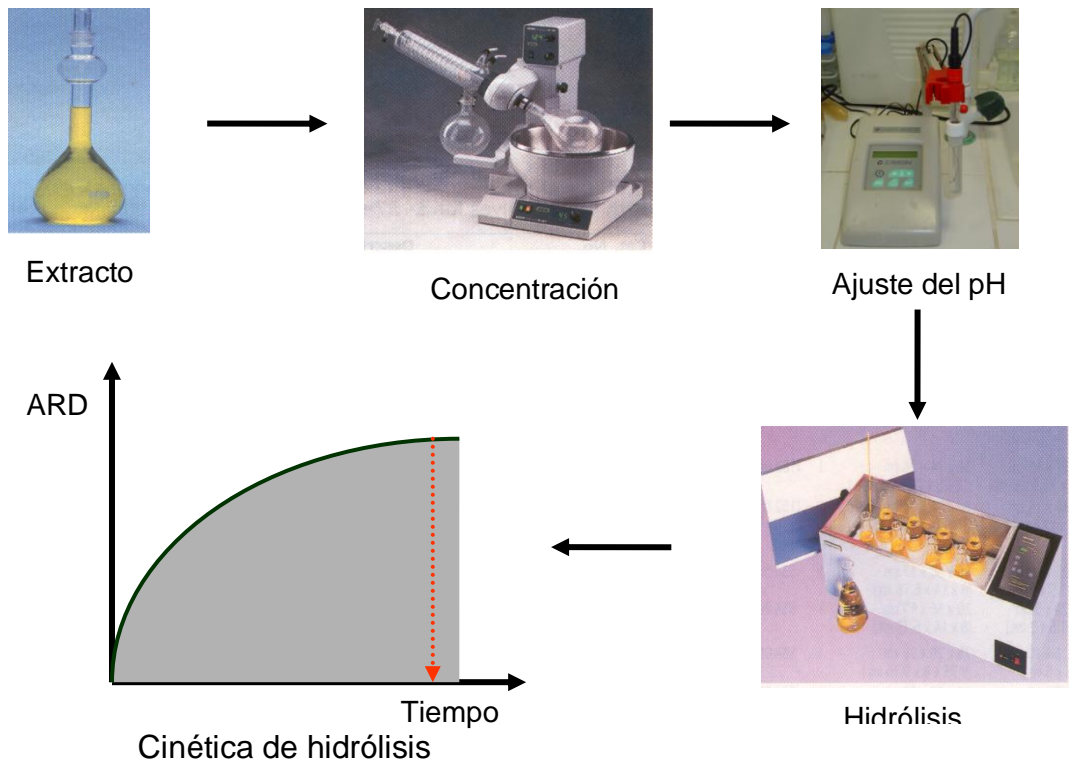 Extracto
Concentración
Ajuste del pH
ARD
Tiempo
Cinética de hidrólisis
Hidrólisis